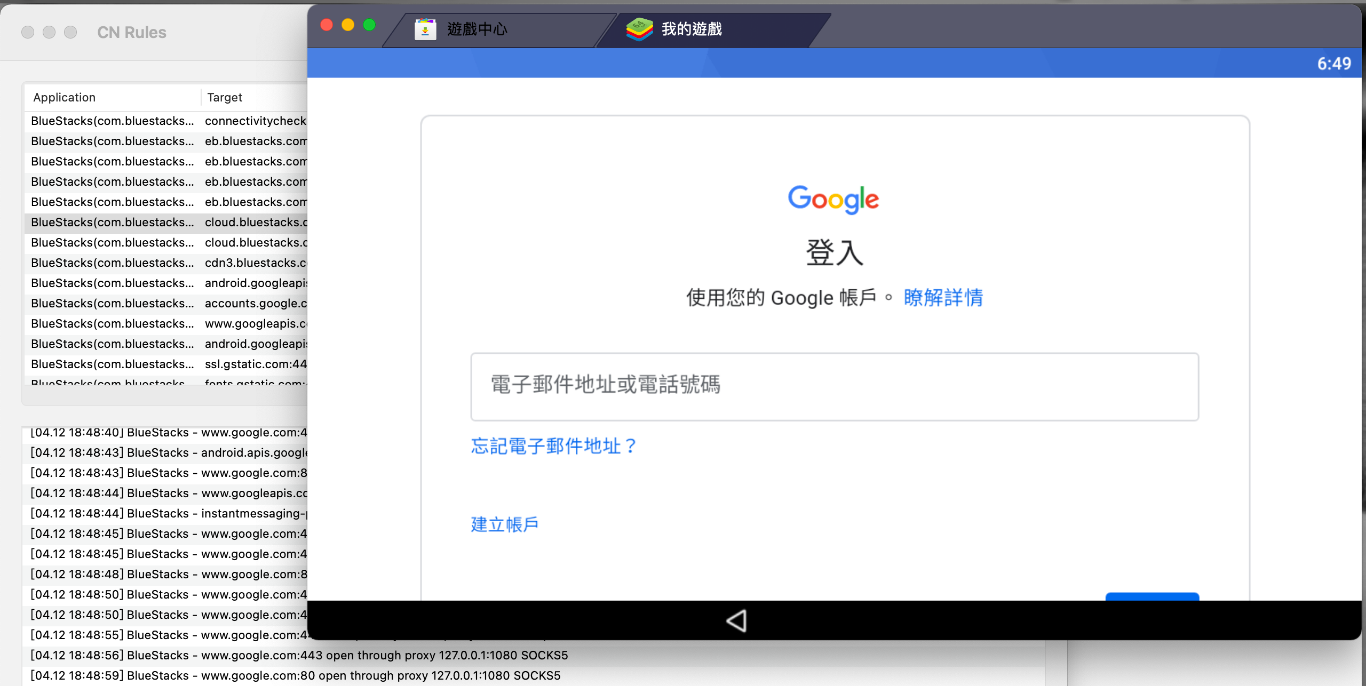 CN Rules
遊戲中心
我的遊戲
6:49
Application
Target
BlueStacks(com.bluestacks... connectivitycheck
BlueStacks(com.bluestacks... eb.bluestacks.com
BlueStacks(com.bluestacks... eb.bluestacks.com
BlueStacks(com.bluestacks... eb.bluestacks.com
BlueStacks(com.bluestacks... eb.bluestacks.com
BlueStacks(com.bluestacks... cloud.bluestacks.c
BlueStacks(com.bluestacks... cloud.bluestacks.c
BlueStacks(com.bluestacks... cdn3.bluestacks.c
BlueStacks(com.bluestacks... android.googleapis
BlueStacks(com.bluestacks... accounts.google.c
BlueStacks(com.bluestacks... www.googleapis.c
BlueStacks(com.bluestacks... android.googleapis
BlueStacks(com.bluestacks... ssl.gstatic.com:44
BlueStacks(com.bluestacks... fonts.gstatic.com:
[04.12 18:48:40] BlueStacks - www.google.com:4
[04.12 18:48:43] BlueStacks - android.apis.google
[04.12 18:48:43] BlueStacks - www.google.com:8
[04.12 18:48:44] BlueStacks - www.googleapis.cc
[04.12 18:48:44] BlueStacks - instantmessaging-
[04.12 18:48:45] BlueStacks - www.google.com:4
[04.12 18:48:45] BlueStacks - www.google.com:4
[04.12 18:48:48] BlueStacks - www.google.com:8
[04.12 18:48:50] BlueStacks - www.google.com:4
[04.12 18:48:50] BlueStacks - www.google.com:4
[04.12 18:48:55] BlueStacks - www.google.com:4
[04.12 18:48:56] BlueStacks - www.google.com:443 open through proxy 127.0.0.1:1080 SOCKS5
[04.12 18:48:59] BlueStacks - www.google.com:80 open through proxy 127.0.0.1:1080 SOCKS5
Google
登入
使用您的 Google 帳戶。 瞭解詳情
電子郵件地址或電話號碼
忘記電子郵件地址？
建立帳戶